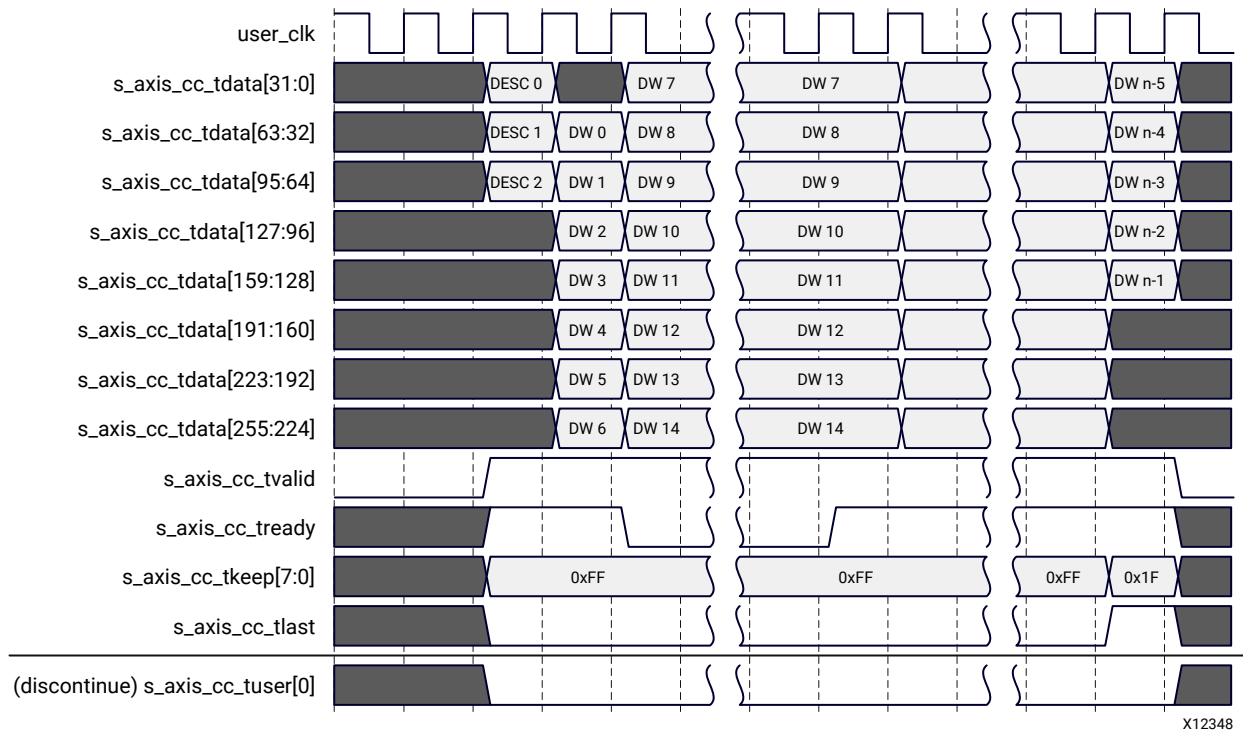 user_clk
s_axis_cc_tdata[31:0] DESC 0 DW 7 DW 7 DW n-5
s_axis_cc_tdata[63:32] DESC 1 DW 0 DW 8 DW 8 DW n-4
s_axis_cc_tdata[95:64] DESC 2 DW 1 DW 9 DW 9 DW n-3
s_axis_cc_tdata[127:96] DW 2 DW 10 DW 10 DW n-2
s_axis_cc_tdata[159:128] DW 3 DW 11 DW 11 DW n-1
s_axis_cc_tdata[191:160] DW 4 DW 12 DW 12
s_axis_cc_tdata[223:192] DW 5 DW 13 DW 13
s_axis_cc_tdata[255:224] DW 6 DW 14 DW 14
s_axis_cc_tvalid
s_axis_cc_tready
s_axis_cc_tkeep[7:0] 0xFF 0xFF 0xFF 0x1F
s_axis_cc_tlast
(discontinue) s_axis_cc_tuser[0]
X12348